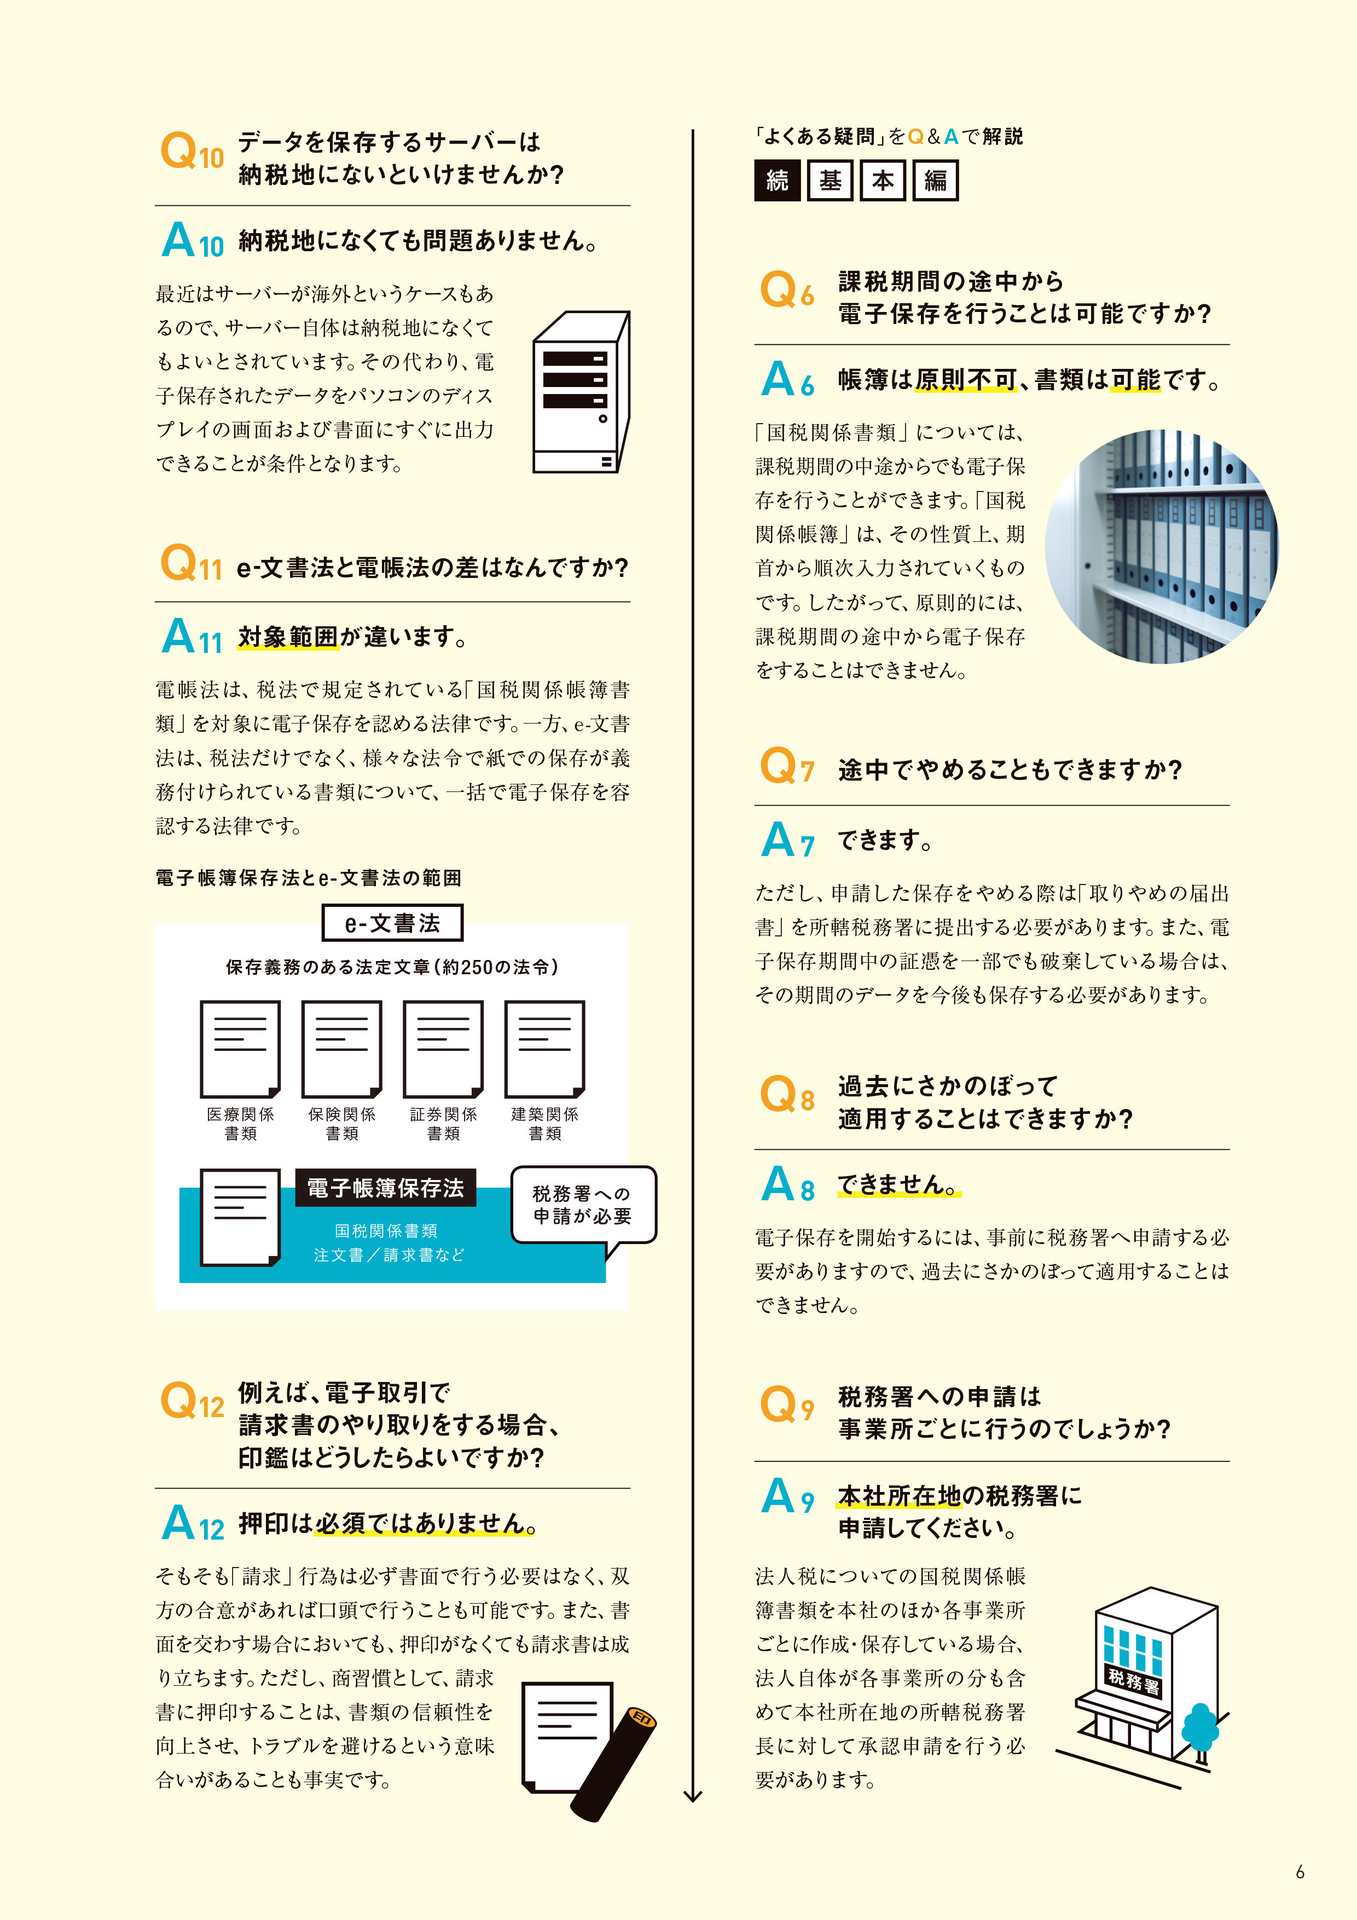 「よくある疑問」をQ&Aで解説
続基本編
Q6 課税期間の途中から
電子保存を行うことは可能ですか?
A6 帳簿は原則不可、書類は可能です。
「国税関係書類」については、
課税期間の中途からでも電子保
存を行うことができます。「国税
関係帳簿」は、その性質上、期
首から順次入力されていくもの
です。したがって、原則的には、
課税期間の途中から電子保存
をすることはできません。
Q7 途中でやめることもできますか?
A7 できます。
ただし、申請した保存をやめる際は「取りやめの届出
書」を所轄税務署に提出する必要があります。また、電
子保存期間中の証憑を一部でも破棄している場合は、
その期間のデータを今後も保存する必要があります。
Q8 過去にさかのぼって
適用することはできますか?
A8 できません。
電子保存を開始するには、事前に税務署へ申請する必
要がありますので、過去にさかのぼって適用することは
できません。
Q9 税務署への申請は
事業所ごとに行うのでしょうか?
A9 本社所在地の税務署に
申請してください。
法人税についての国税関係帳
簿書類を本社のほか各事業所
ごとに作成・保存している場合、
法人自体が各事業所の分も含
めて本社所在地の所轄税務署
長に対して承認申請を行う必
要があります。
税務署
Q10 データを保存するサーバーは
納税地にないといけませんか?
A10 納税地になくても問題ありません。
最近はサーバーが海外というケースもあ
るので、サーバー自体は納税地になくて
もよいとされています。その代わり、電
子保存されたデータをパソコンのディス
プレイの画面および書面にすぐに出力
できることが条件となります。
Q11 e-文書法と電帳法の差はなんですか?
A11 対象範囲が違います。
電帳法は、税法で規定されている「国税関係帳簿書
類」を対象に電子保存を認める法律です。一方、e-文書
法は、税法だけでなく、様々な法令で紙での保存が義
務付けられている書類について、一括で電子保存を容
認する法律です。
電子帳簿保存法とe-文書法の範囲
e-文書法
保存義務のある法定文章（約250の法令）
医療関係
書類
保険関係
書類
証券関係
書類
建築関係
書類
電子帳簿保存法
国税関係書類
注文書／請求書など
税務署への
申請が必要
Q12 例えば、電子取引で
請求書のやり取りをする場合、
印鑑はどうしたらよいですか?
A12 押印は必須ではありません。
そもそも「請求」行為は必ず書面で行う必要はなく、双
方の合意があれば口頭で行うことも可能です。また、書
面を交わす場合においても、押印がなくても請求書は成
り立ちます。ただし、商習慣として、請求
書に押印することは、書類の信頼性を
向上させ、トラブルを避けるという意味
合いがあることも事実です。
印
6